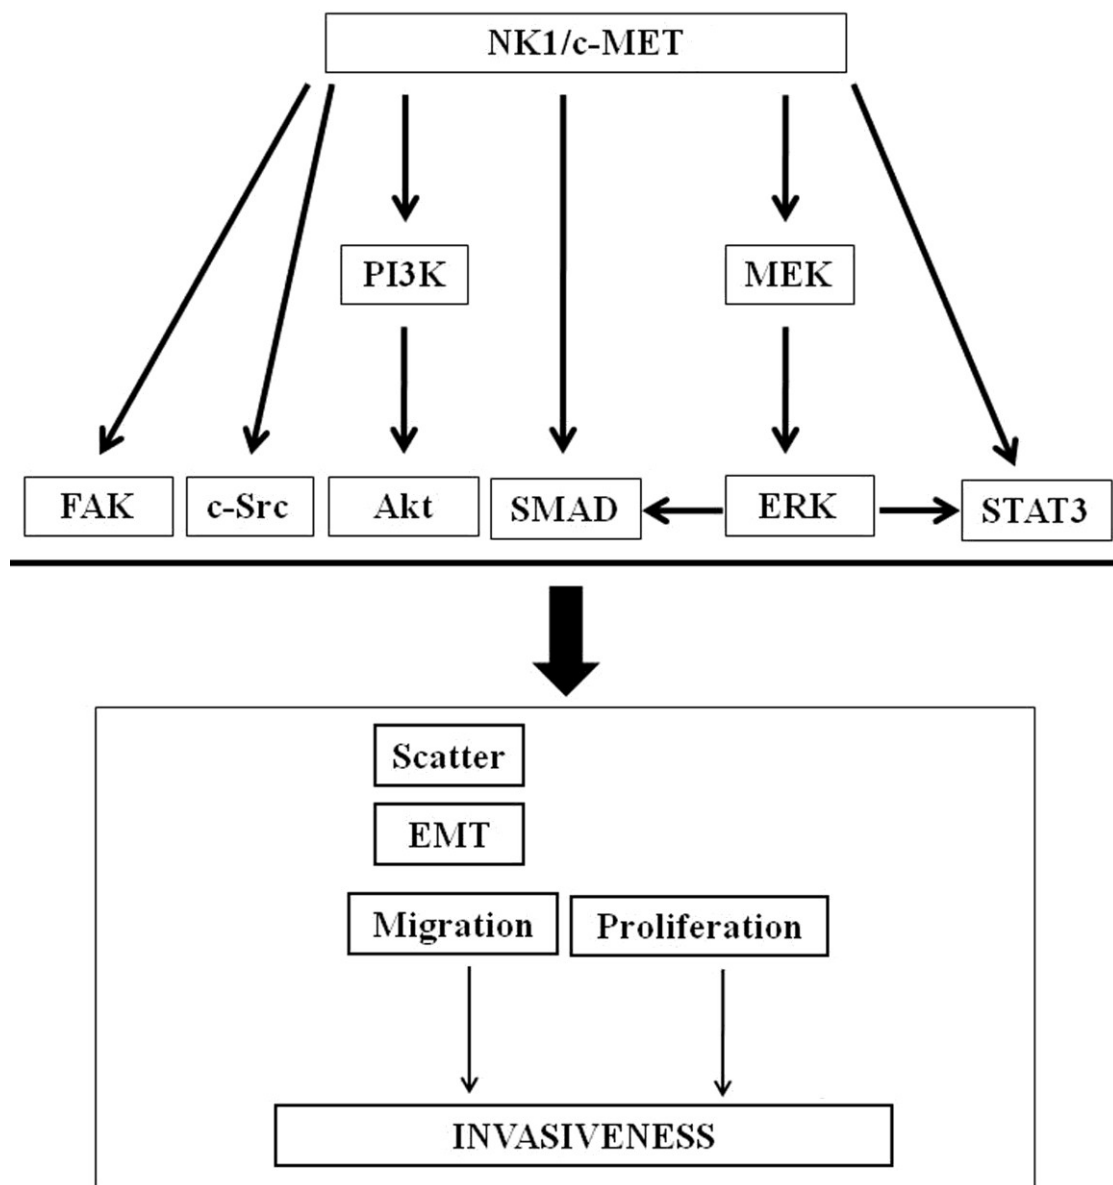 NK1/c-MET
PI3K
MEK
FAK
c-Src
Akt
SMAD
ERK
STAT3
Scatter
EMT
Migration
Proliferation
INVASIVENESS